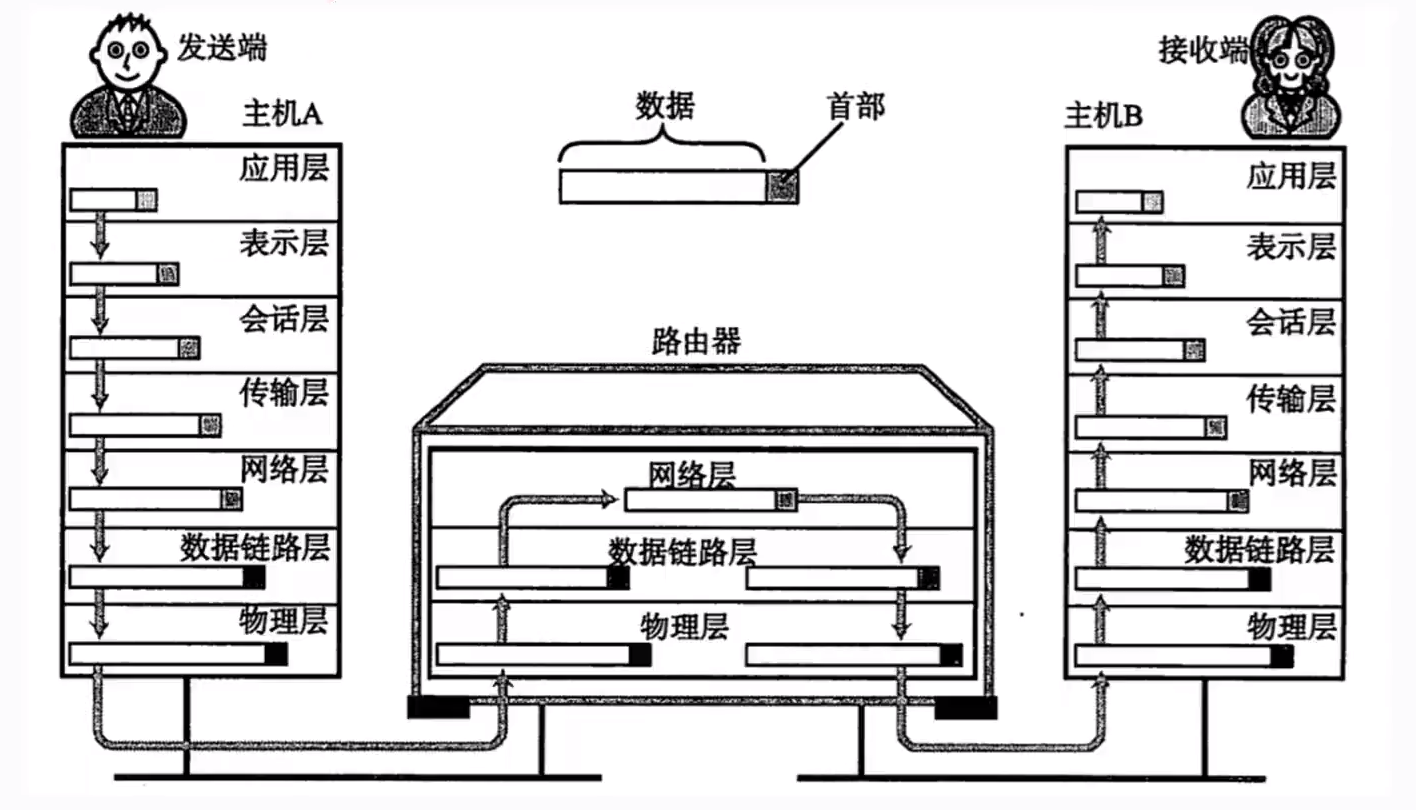 发送端
接收端
主机A
数据
首部
主机B
应用层
表示层
会话层
传输层
网络层
数据链路层
物理层
路由器
网络层
数据链路层
物理层
应用层
表示层
会话层
传输层
网络层
数据链路层
物理层